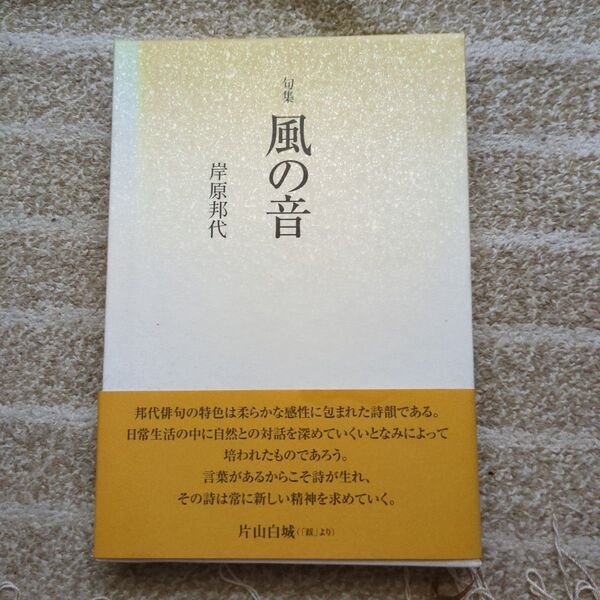 句集
風の音
岸原邦代
邦代俳句の特色は柔らかな感性に包まれた詩韻である。
日常生活の中に自然との対話を深めていくいとなみによって
培われたものであろう。
言葉があるからこそ詩が生れ、
その詩は常に新しい精神を求めていく。
片山白城（「跋」より）